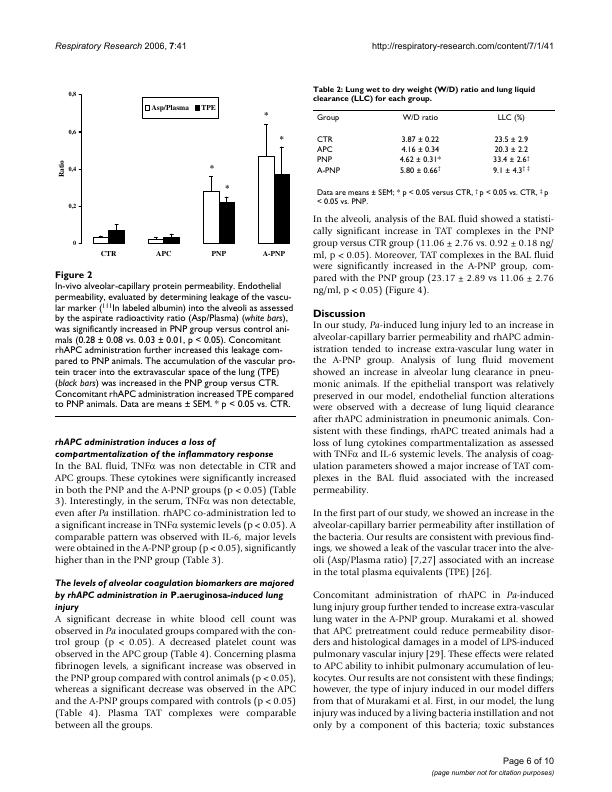 Respiratory Research 2006, 7:41
http://respiratory-research.com/content/7/1/41
0,8
0,6
0,4
0,2
0
Ratio
Asp/Plasma TPE
* * * *
CTR APC PNP A-PNP
Figure 2
In-vivo alveolar-capillary protein permeability. Endothelial
permeability, evaluated by determining leakage of the vascu-
lar marker (¹¹¹In labeled albumin) into the alveoli as assessed
by the aspirate radioactivity ratio (Asp/Plasma) (white bars),
was significantly increased in PNP group versus control ani-
mals (0.28 ± 0.08 vs. 0.03 ± 0.01, p < 0.05). Concomitant
rhAPC administration further increased this leakage com-
pared to PNP animals. The accumulation of the vascular pro-
tein tracer into the extravascular space of the lung (TPE)
(black bars) was increased in the PNP group versus CTR.
Concomitant rhAPC administration increased TPE compared
to PNP animals. Data are means ± SEM. * p < 0.05 vs. CTR.
rhAPC administration induces a loss of
compartmentalization of the inflammatory response
In the BAL fluid, TNFα was non detectable in CTR and
APC groups. These cytokines were significantly increased
in both the PNP and the A-PNP groups (p < 0.05) (Table
3). Interestingly, in the serum, TNFα was non detectable,
even after Pa instillation. rhAPC co-administration led to
a significant increase in TNFα systemic levels (p < 0.05). A
comparable pattern was observed with IL-6, major levels
were obtained in the A-PNP group (p < 0.05), significantly
higher than in the PNP group (Table 3).
The levels of alveolar coagulation biomarkers are majored
by rhAPC administration in P.aeruginosa-induced lung
injury
A significant decrease in white blood cell count was
observed in Pa inoculated groups compared with the con-
trol group (p < 0.05). A decreased platelet count was
observed in the APC group (Table 4). Concerning plasma
fibrinogen levels, a significant increase was observed in
the PNP group compared with control animals (p < 0.05),
whereas a significant decrease was observed in the APC
and the A-PNP groups compared with controls (p < 0.05)
(Table 4). Plasma TAT complexes were comparable
between all the groups.
Table 2: Lung wet to dry weight (W/D) ratio and lung liquid
clearance (LLC) for each group.
Group W/D ratio LLC (%)
CTR 3.87 ± 0.22 23.5 ± 2.9
APC 4.16 ± 0.34 20.3 ± 2.2
PNP 4.62 ± 0.31* 33.4 ± 2.6†
A-PNP 5.80 ± 0.66† 9.1 ± 4.3† ‡
Data are means ± SEM; * p < 0.05 versus CTR, † p < 0.05 vs. CTR, ‡ p
< 0.05 vs. PNP.
In the alveoli, analysis of the BAL fluid showed a statisti-
cally significant increase in TAT complexes in the PNP
group versus CTR group (11.06 ± 2.76 vs. 0.92 ± 0.18 ng/
ml, p < 0.05). Moreover, TAT complexes in the BAL fluid
were significantly increased in the A-PNP group, com-
pared with the PNP group (23.17 ± 2.89 vs 11.06 ± 2.76
ng/ml, p < 0.05) (Figure 4).
Discussion
In our study, Pa-induced lung injury led to an increase in
alveolar-capillary barrier permeability and rhAPC admin-
istration tended to increase extra-vascular lung water in
the A-PNP group. Analysis of lung fluid movement
showed an increase in alveolar lung clearance in pneu-
monic animals. If the epithelial transport was relatively
preserved in our model, endothelial function alterations
were observed with a decrease of lung liquid clearance
after rhAPC administration in pneumonic animals. Con-
sistent with these findings, rhAPC treated animals had a
loss of lung cytokines compartmentalization as assessed
with TNFα and IL-6 systemic levels. The analysis of coag-
ulation parameters showed a major increase of TAT com-
plexes in the BAL fluid associated with the increased
permeability.
In the first part of our study, we showed an increase in the
alveolar-capillary barrier permeability after instillation of
the bacteria. Our results are consistent with previous find-
ings, we showed a leak of the vascular tracer into the alve-
oli (Asp/Plasma ratio) [7,27] associated with an increase
in the total plasma equivalents (TPE) [26].
Concomitant administration of rhAPC in Pa-induced
lung injury group further tended to increase extra-vascular
lung water in the A-PNP group. Murakami et al. showed
that APC pretreatment could reduce permeability disor-
ders and histological damages in a model of LPS-induced
pulmonary vascular injury [29]. These effects were related
to APC ability to inhibit pulmonary accumulation of leu-
kocytes. Our results are not consistent with these findings;
however, the type of injury induced in our model differs
from that of Murakami et al. First, in our model, the lung
injury was induced by a living bacteria instillation and not
only by a component of this bacteria; toxic substances
Page 6 of 10
(page number not for citation purposes)